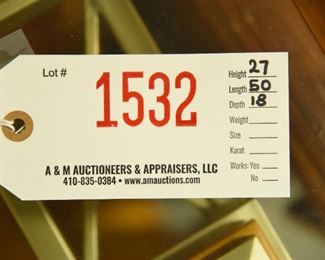 Lot #
1532
Height 27
Length 50
Depth 18
Weight
Size
Karat
Works: Yes
No
A & M AUCTIONEERS & APPRAISERS, LLC
410-835-0384 • www.amauctions.com